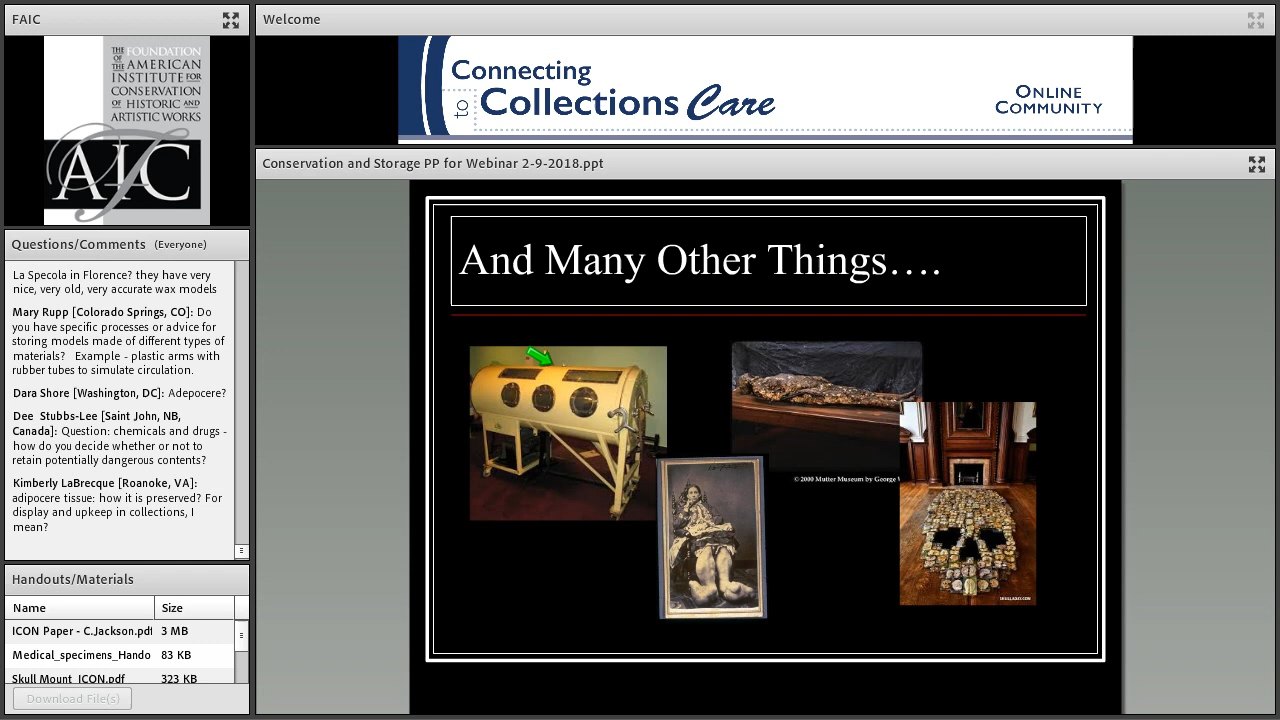 FAIC
THE FOUNDATION
OF THE AMERICAN
INSTITUTE FOR
CONSERVATION
OF HISTORIC AND
ARTISTIC WORKS
AIC
Questions/Comments (Everyone)
La Specola in Florence? they have very
nice, very old, very accurate wax models
Mary Rupp [Colorado Springs, CO]: Do
you have specific processes or advice for
storing models made of different types of
materials? Example - plastic arms with
rubber tubes to simulate circulation.
Dara Shore [Washington, DC]: Adepocere?
Dee Stubbs-Lee [Saint John, NB,
Canada]: Question: chemicals and drugs -
how do you decide whether or not to
retain potentially dangerous contents?
Kimberly LaBrecque [Roanoke, VA]:
adipocere tissue: how it is preserved? For
display and upkeep in collections, I
mean?
Handouts/Materials
Name Size
ICON Paper - C.Jackson.pdf 3 MB
Medical_specimens_Hando 83 KB
Skull Mount_ICON.pdf 323 KB
Download File(s)
Welcome
Connecting
to Collections Care
ONLINE
COMMUNITY
Conservation and Storage PP for Webinar 2-9-2018.ppt
And Many Other Things….
© 2000 Mutter Museum by George
SKULLADAY.COM